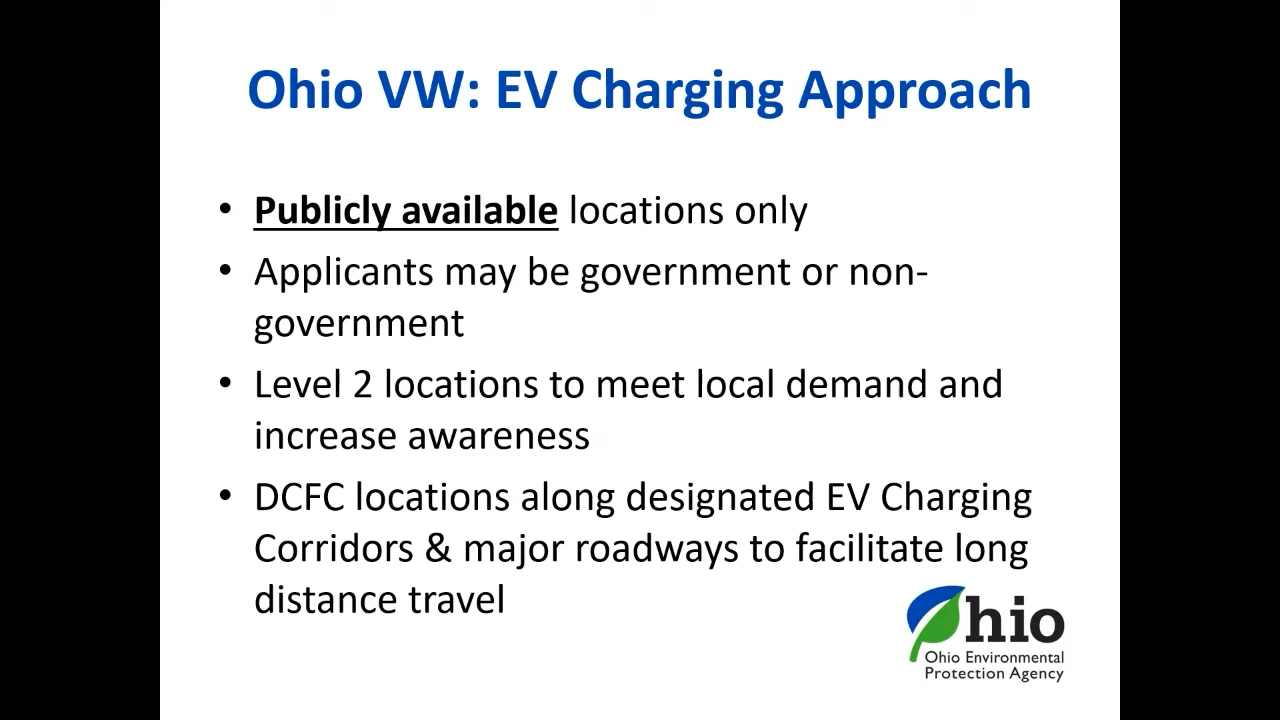 Ohio VW: EV Charging Approach
• Publicly available locations only
• Applicants may be government or non-
government
• Level 2 locations to meet local demand and
increase awareness
• DCFC locations along designated EV Charging
Corridors & major roadways to facilitate long
distance travel
Ohio
Ohio Environmental
Protection Agency